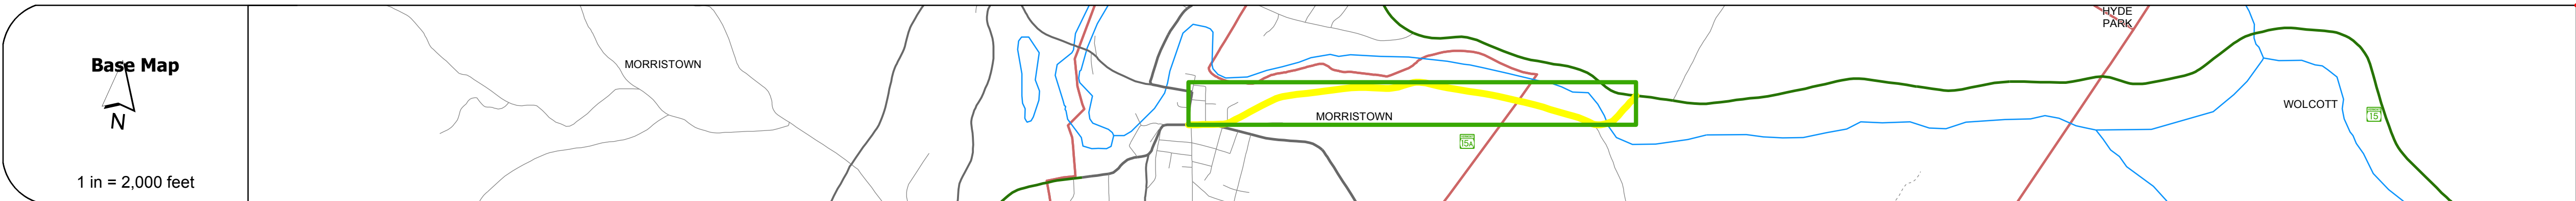 Base Map
N
1 in = 2,000 feet
MORRISTOWN
MORRISTOWN
15A
HYDE
PARK
WOLCOTT
15